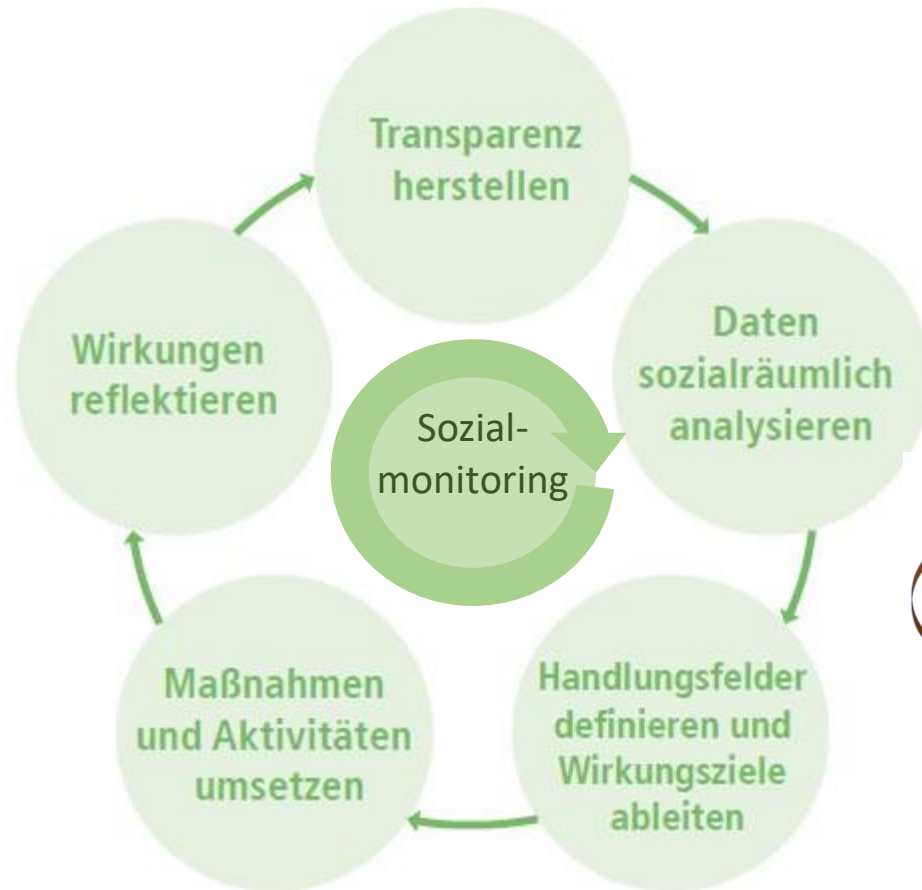 Transparenz
herstellen
Daten
sozialräumlich
analysieren
Handlungsfelder
definieren und
Wirkungsziele
ableiten
Maßnahmen
und Aktivitäten
umsetzen
Wirkungen
reflektieren
Sozial-
monitoring